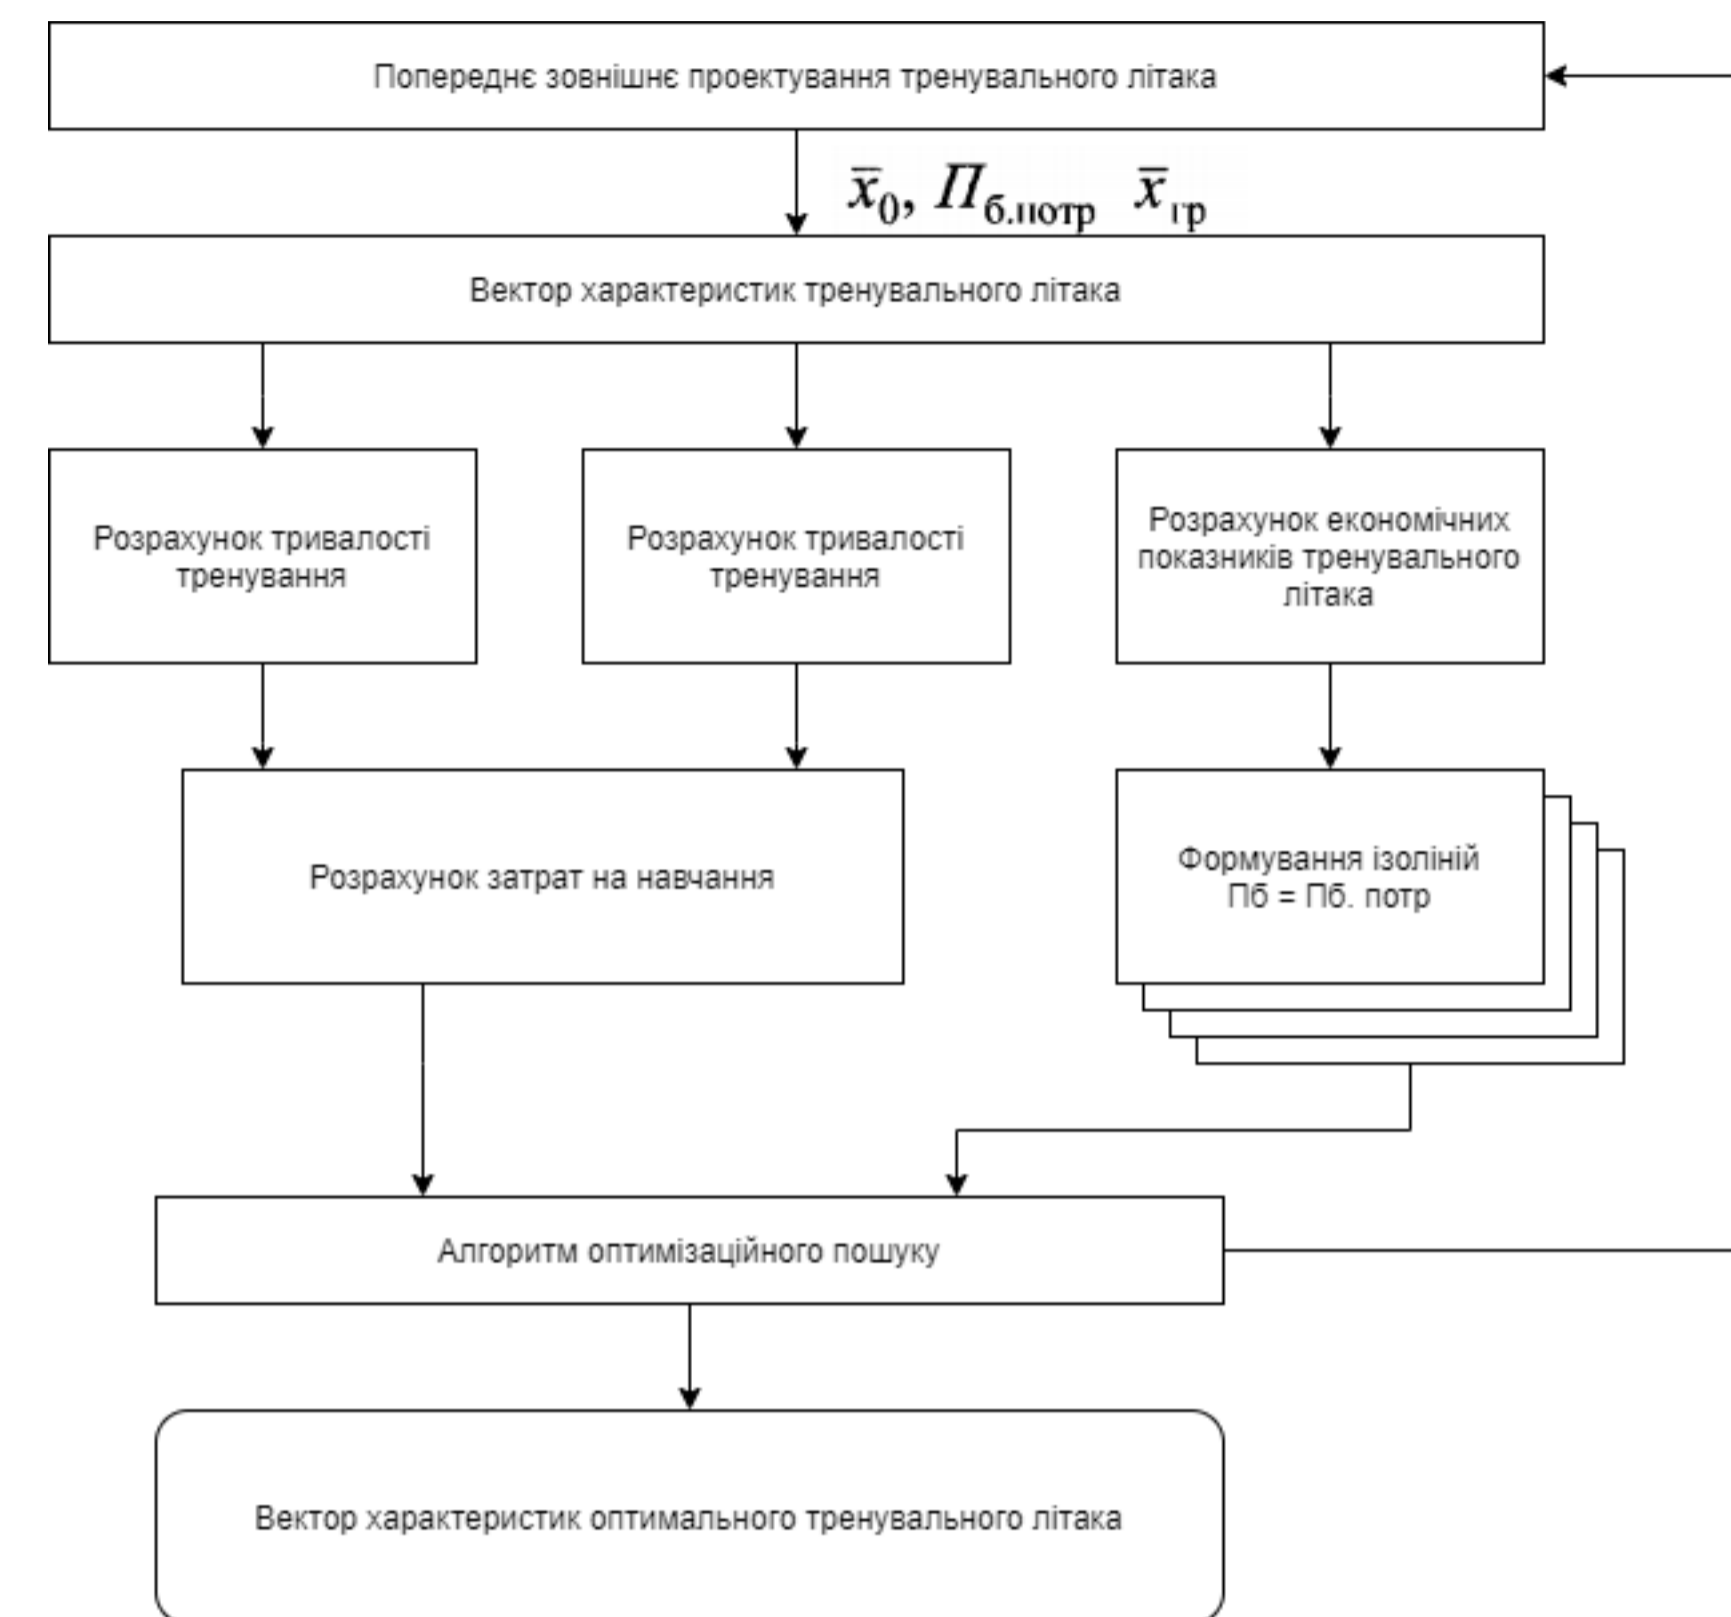 Попереднє зовнішнє проектування тренувального літака
x̅₀, П б.потр x̅ гр
Вектор характеристик тренувального літака
Розрахунок тривалості
тренування
Розрахунок тривалості
тренування
Розрахунок економічних
показників тренувального
літака
Розрахунок затрат на навчання
Формування ізоліній
Пб = Пб. потр
Алгоритм оптимізаційного пошуку
Вектор характеристик оптимального тренувального літака